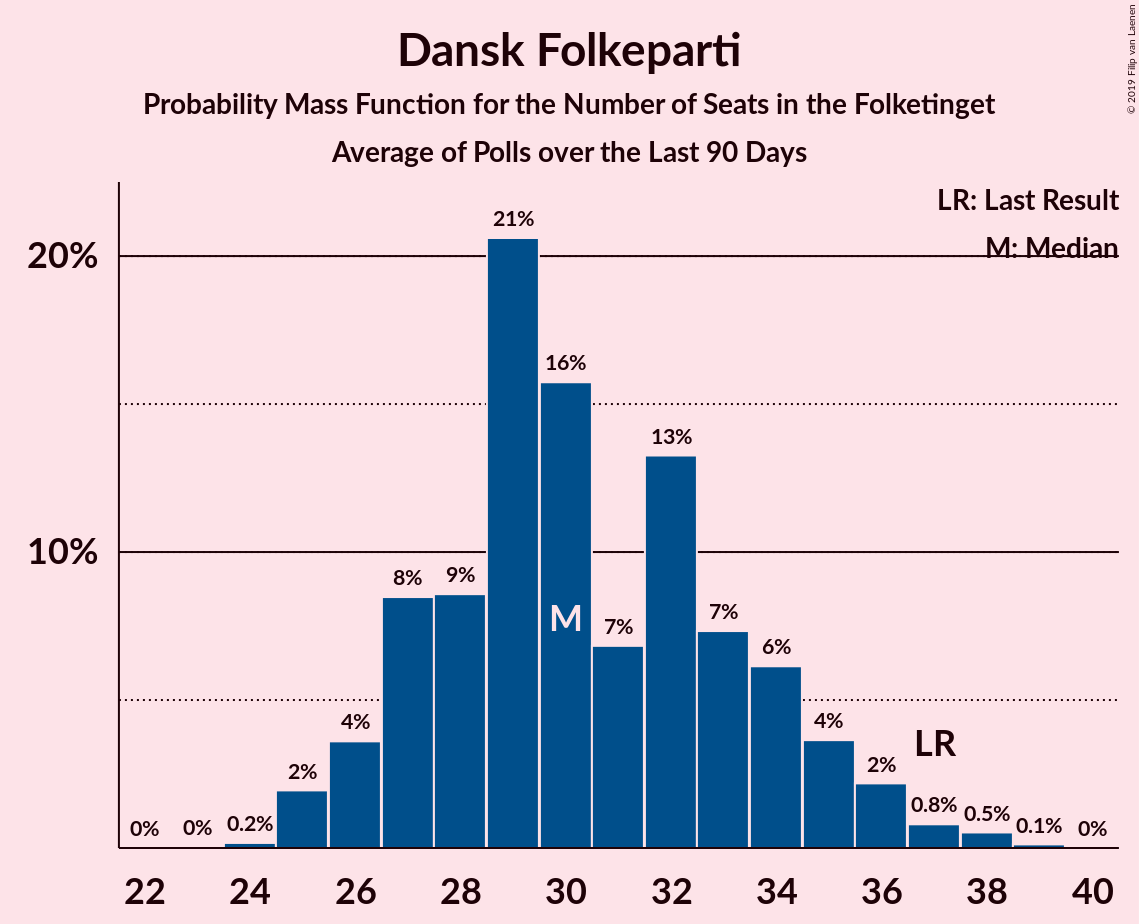 Dansk Folkeparti
Probability Mass Function for the Number of Seats in the Folketinget
Average of Polls over the Last 90 Days
© 2019 Filip van Laenen
LR: Last Result
M: Median
20%
10%
0%
0%
0.2%
2%
4%
8%
9%
21%
16%
7%
13%
7%
6%
4%
2%
0.8%
0.5%
0.1%
0%
M
LR
22 24 26 28 30 32 34 36 38 40